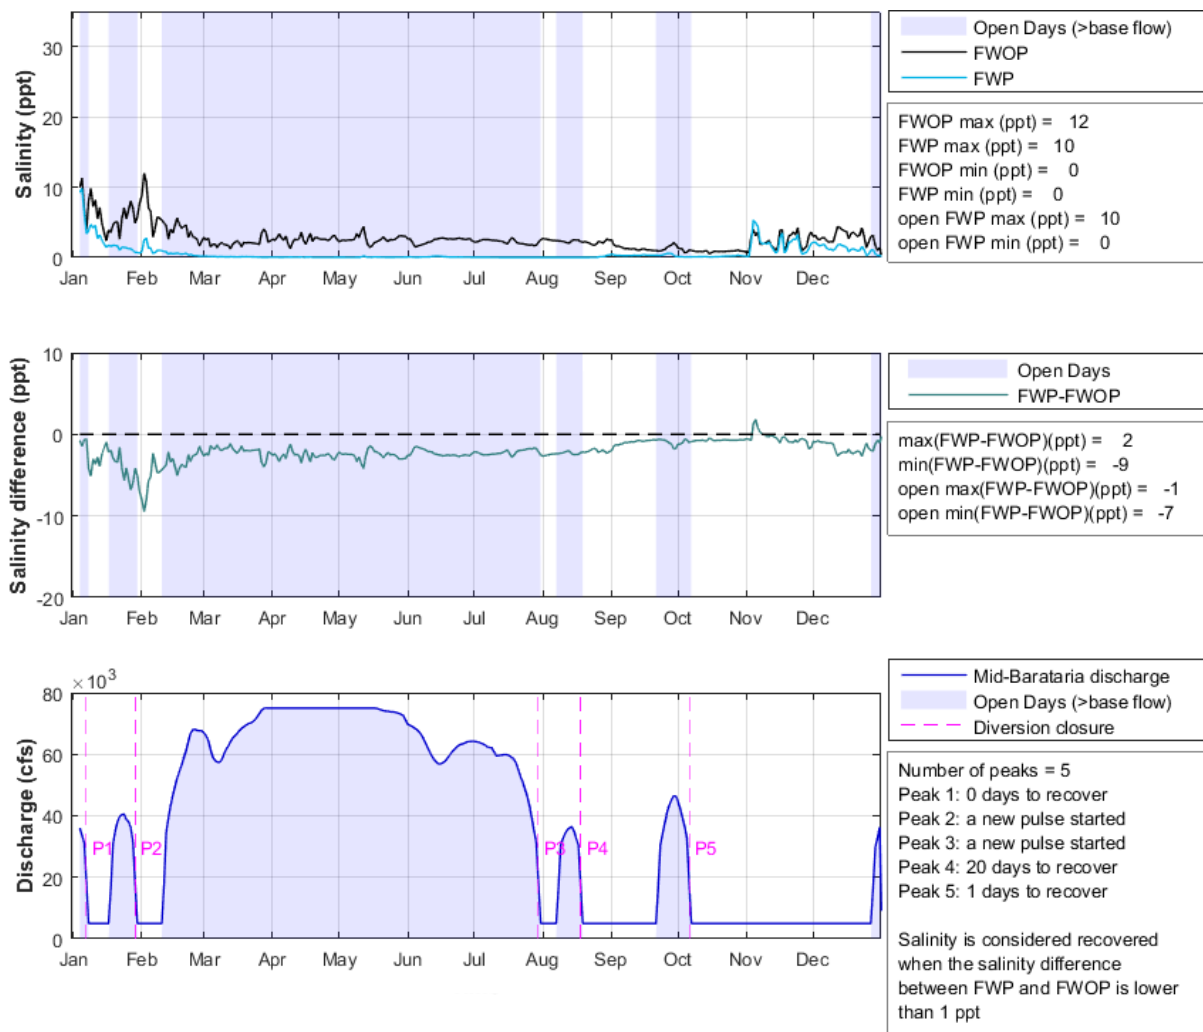 Salinity (ppt)
30
20
10
0
Jan Feb Mar Apr May Jun Jul Aug Sep Oct Nov Dec
Open Days (>base flow)
FWOP
FWP
FWOP max (ppt) = 12
FWP max (ppt) = 10
FWOP min (ppt) = 0
FWP min (ppt) = 0
open FWP max (ppt) = 10
open FWP min (ppt) = 0
Salinity difference (ppt)
10
0
-10
-20
Jan Feb Mar Apr May Jun Jul Aug Sep Oct Nov Dec
Open Days
FWP-FWOP
max(FWP-FWOP)(ppt) = 2
min(FWP-FWOP)(ppt) = -9
open max(FWP-FWOP)(ppt) = -1
open min(FWP-FWOP)(ppt) = -7
Discharge (cfs)
×10³
80
60
40
20
0
P1 P2 P3 P4 P5
Jan Feb Mar Apr May Jun Jul Aug Sep Oct Nov Dec
Mid-Barataria discharge
Open Days (>base flow)
Diversion closure
Number of peaks = 5
Peak 1: 0 days to recover
Peak 2: a new pulse started
Peak 3: a new pulse started
Peak 4: 20 days to recover
Peak 5: 1 days to recover
Salinity is considered recovered
when the salinity difference
between FWP and FWOP is lower
than 1 ppt